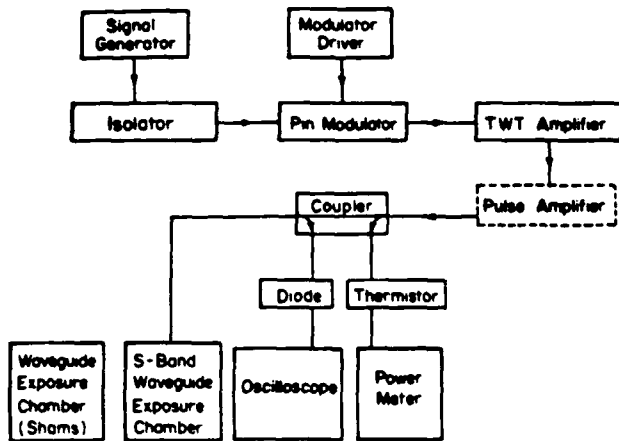 Signal
Generator
Modulator
Driver
Isolator
Pin Modulator
TWT Amplifier
Pulse Amplifier
Coupler
Diode
Thermistor
Waveguide
Exposure
Chamber
(Shams)
S-Band
Waveguide
Exposure
Chamber
Oscilloscope
Power
Meter